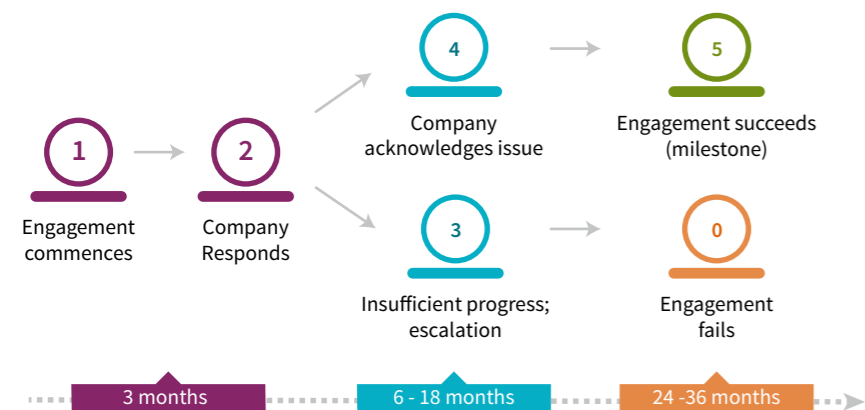 4
Company
acknowledges issue
5
Engagement succeeds
(milestone)
1
Engagement
commences
2
Company
Responds
3
Insufficient progress;
escalation
0
Engagement
fails
3 months
6 - 18 months
24 -36 months